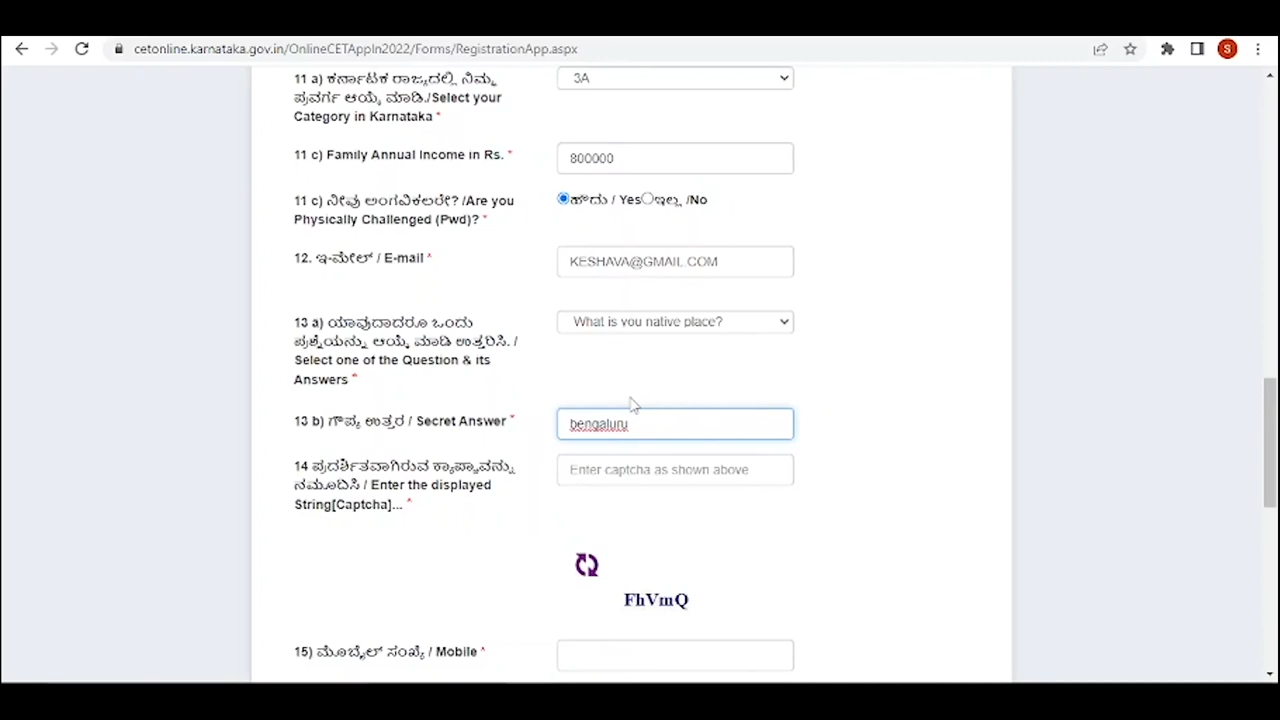 cetonline.karnataka.gov.in/OnlineCETAppIn2022/Forms/RegistrationApp.aspx
S
11 a) ಕರ್ನಾಟಕ ರಾಜ್ಯದಲ್ಲಿ ನಿಮ್ಮ
ಪ್ರವರ್ಗ ಆಯ್ಕೆ ಮಾಡಿ./Select your
Category in Karnataka *
3A
11 c) Family Annual Income in Rs. *
800000
11 c) ನೀವು ಅಂಗವಿಕಲರೇ? /Are you
Physically Challenged (Pwd)? *
ಹೌದು / Yes ಇಲ್ಲ /No
12. ಇ-ಮೇಲ್ / E-mail *
KESHAVA@GMAIL.COM
13 a) ಯಾವುದಾದರೂ ಒಂದು
ಪ್ರಶ್ನೆಯನ್ನು ಆಯ್ಕೆ ಮಾಡಿ ಉತ್ತರಿಸಿ. /
Select one of the Question & its
Answers *
What is you native place?
13 b) ಗೌಪ್ಯ ಉತ್ತರ / Secret Answer *
bengaluru
14 ಪ್ರದರ್ಶಿತವಾಗಿರುವ ಕ್ಯಾಪ್ಚಾವನ್ನು
ನಮೂದಿಸಿ / Enter the displayed
String[Captcha]... *
Enter captcha as shown above
FhVmQ
15) ಮೊಬೈಲ್ ಸಂಖ್ಯೆ / Mobile *